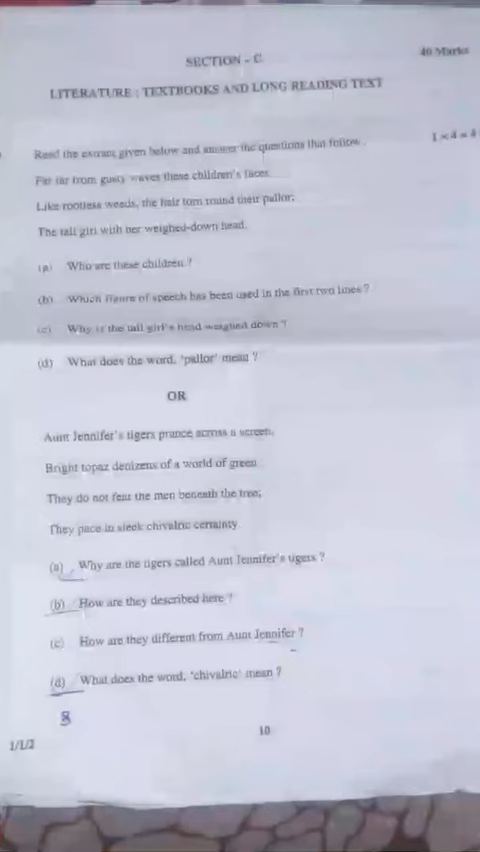 SECTION - C
40 Marks
LITERATURE : TEXTBOOKS AND LONG READING TEXT
Read the extract given below and answer the questions that follow :
1 × 4 = 4
Far far from gusty waves these children's faces.
Like rootless weeds, the hair torn round their pallor;
The tall girl with her weighed-down head.
(a) Who are these children ?
(b) Which figure of speech has been used in the first two lines ?
(c) Why is the tall girl's head weighed down ?
(d) What does the word, 'pallor' mean ?
OR
Aunt Jennifer's tigers prance across a screen,
Bright topaz denizens of a world of green.
They do not fear the men beneath the tree;
They pace in sleek chivalric certainty.
(a) Why are the tigers called Aunt Jennifer's tigers ?
(b) How are they described here ?
(c) How are they different from Aunt Jennifer ?
(d) What does the word, 'chivalric' mean ?
8
1/1/2
10